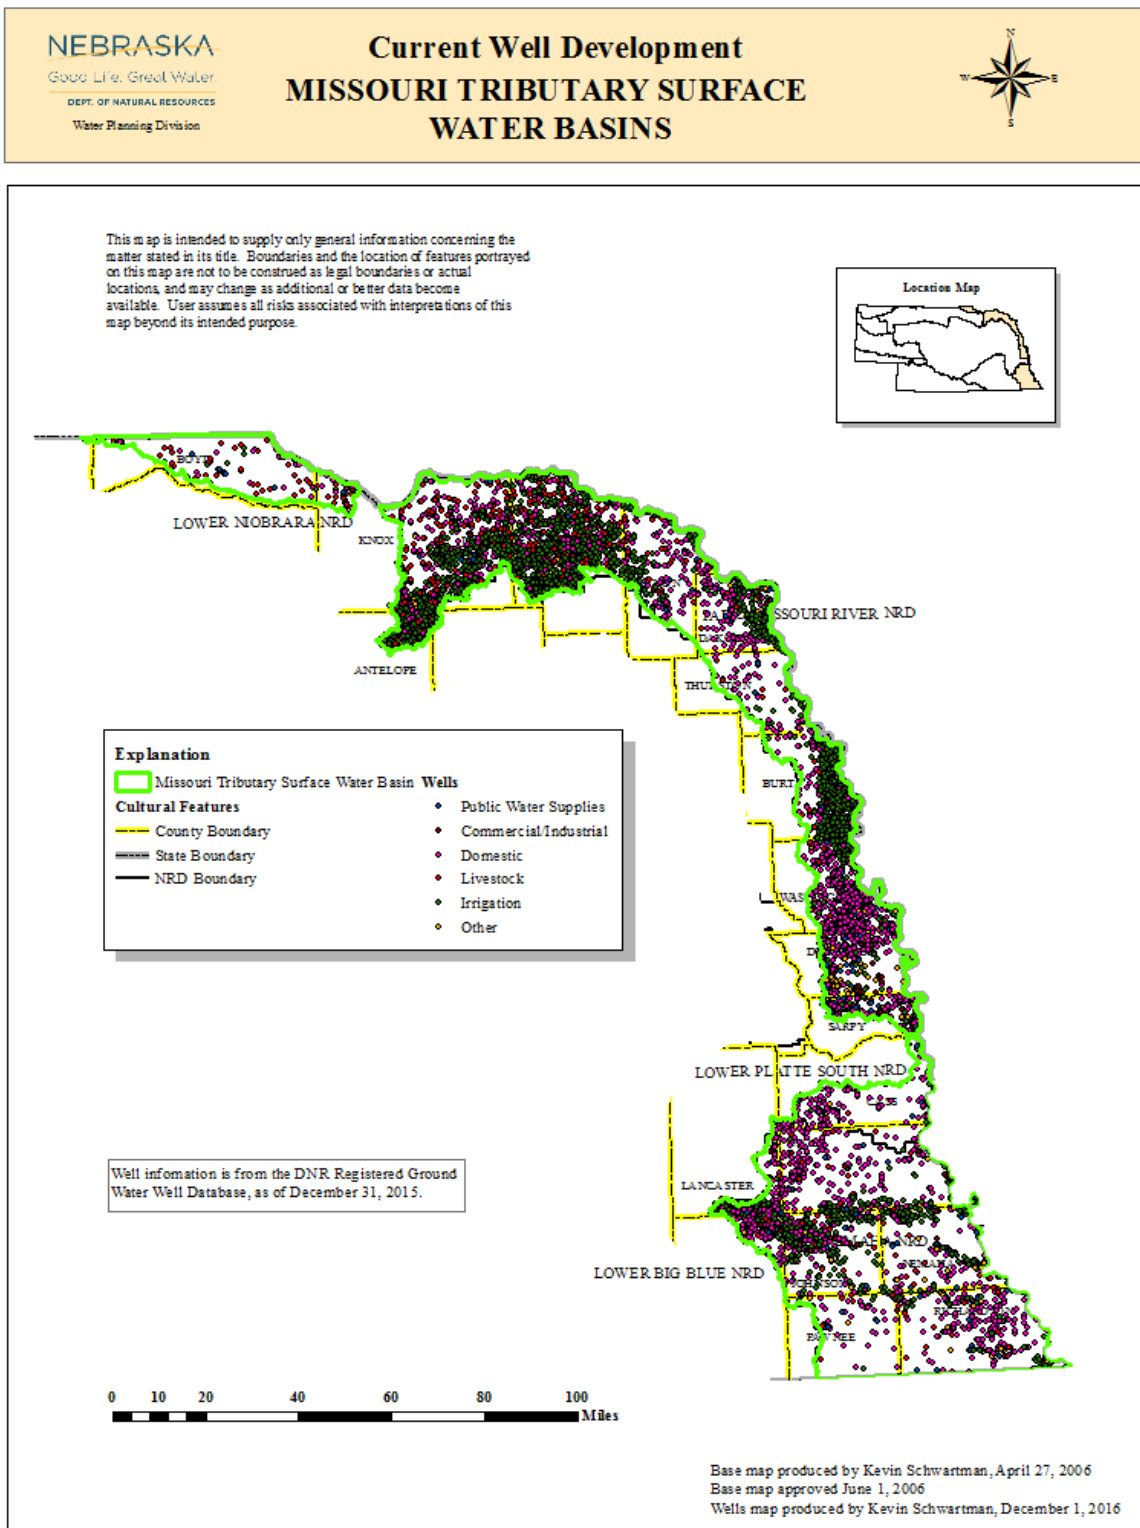 NEBRASKA
Good Life. Great Water.
DEPT. OF NATURAL RESOURCES
Water Planning Division
Current Well Development
MISSOURI TRIBUTARY SURFACE
WATER BASINS
N
W
E
S
This map is intended to supply only general information concerning the
matter stated in its title. Boundaries and the location of features portrayed
on this map are not to be construed as legal boundaries or actual
locations, and may change as additional or better data become
available. User assumes all risks associated with interpretations of this
map beyond its intended purpose.
Location Map
BOYD
LOWER NIOBRARA NRD
KNOX
SSOURI RIVER NRD
ANTELOPE
BURT
Explanation
Missouri Tributary Surface Water Basin
Cultural Features
County Boundary
State Boundary
NRD Boundary
Wells
Public Water Supplies
Commercial/Industrial
Domestic
Livestock
Irrigation
Other
SARPY
LOWER PLATTE SOUTH NRD
CASS
Well infomation is from the DNR Registered Ground
Water Well Database, as of December 31, 2015.
LANCASTER
LOWER BIG BLUE NRD
JOHNSON
PAWNEE
0 10 20 40 60 80 100
Miles
Base map produced by Kevin Schwartman, April 27, 2006
Base map approved June 1, 2006
Wells map produced by Kevin Schwartman, December 1, 2016